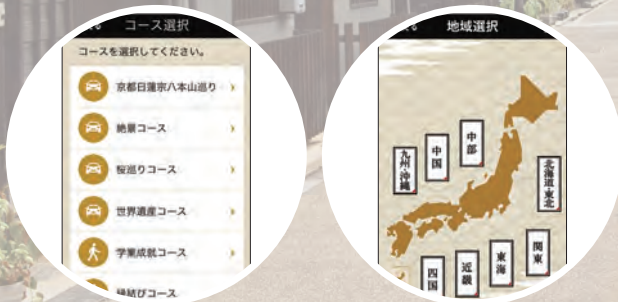 コース選択
コースを選択してください。
京都日蓮宗八本山巡り
絶景コース
桜巡りコース
世界遺産コース
学業成就コース
縁結びコース
地域選択
中部
中国
九州・沖縄
北海道・東北
関東
東海
近畿
四国